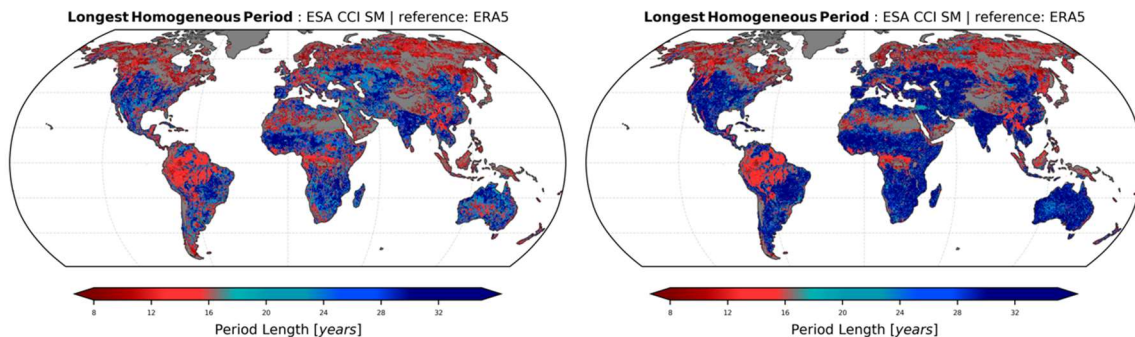 Longest Homogeneous Period : ESA CCI SM | reference: ERA5
8 12 16 20 24 28 32
Period Length [years]
Longest Homogeneous Period : ESA CCI SM | reference: ERA5
8 12 16 20 24 28 32
Period Length [years]